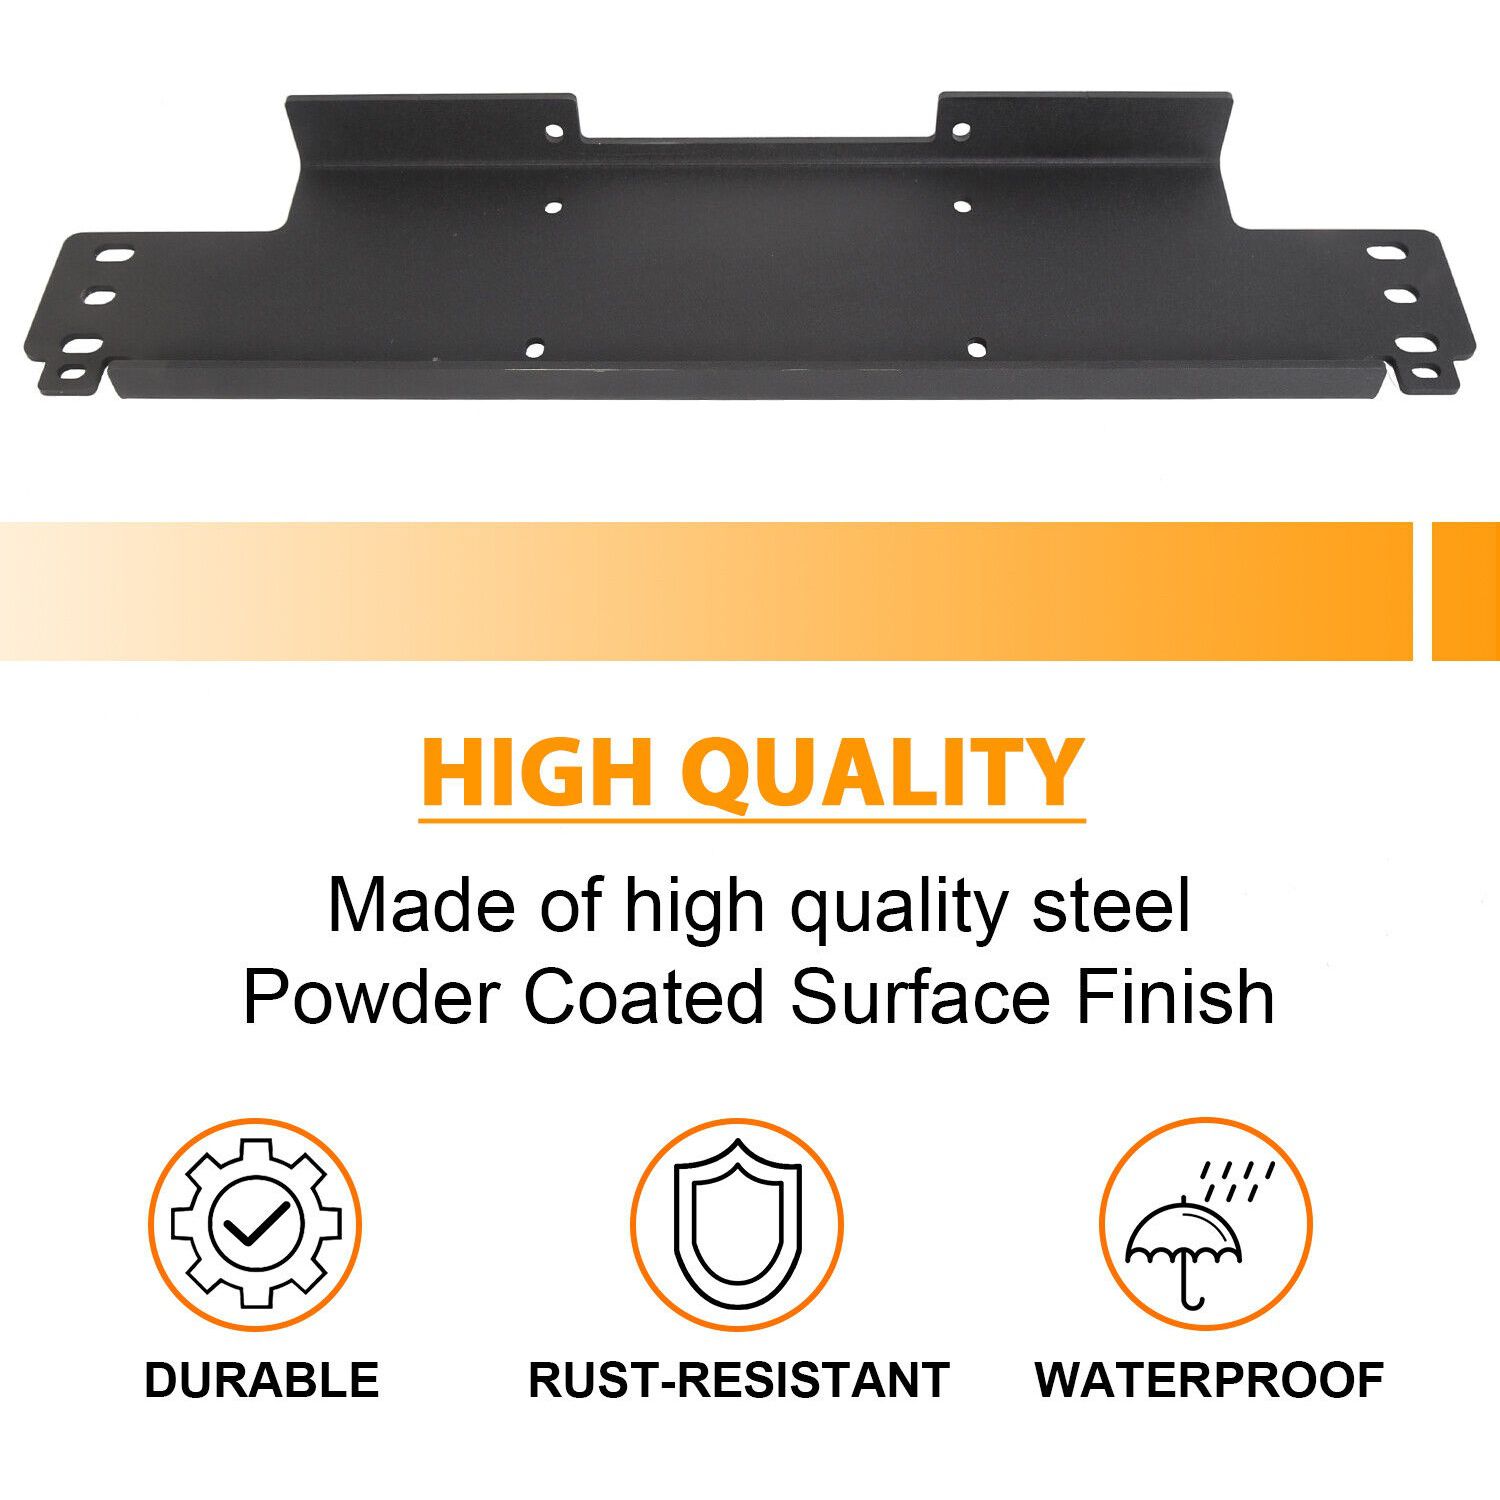 HIGH QUALITY
Made of high quality steel
Powder Coated Surface Finish
DURABLE
RUST-RESISTANT
WATERPROOF